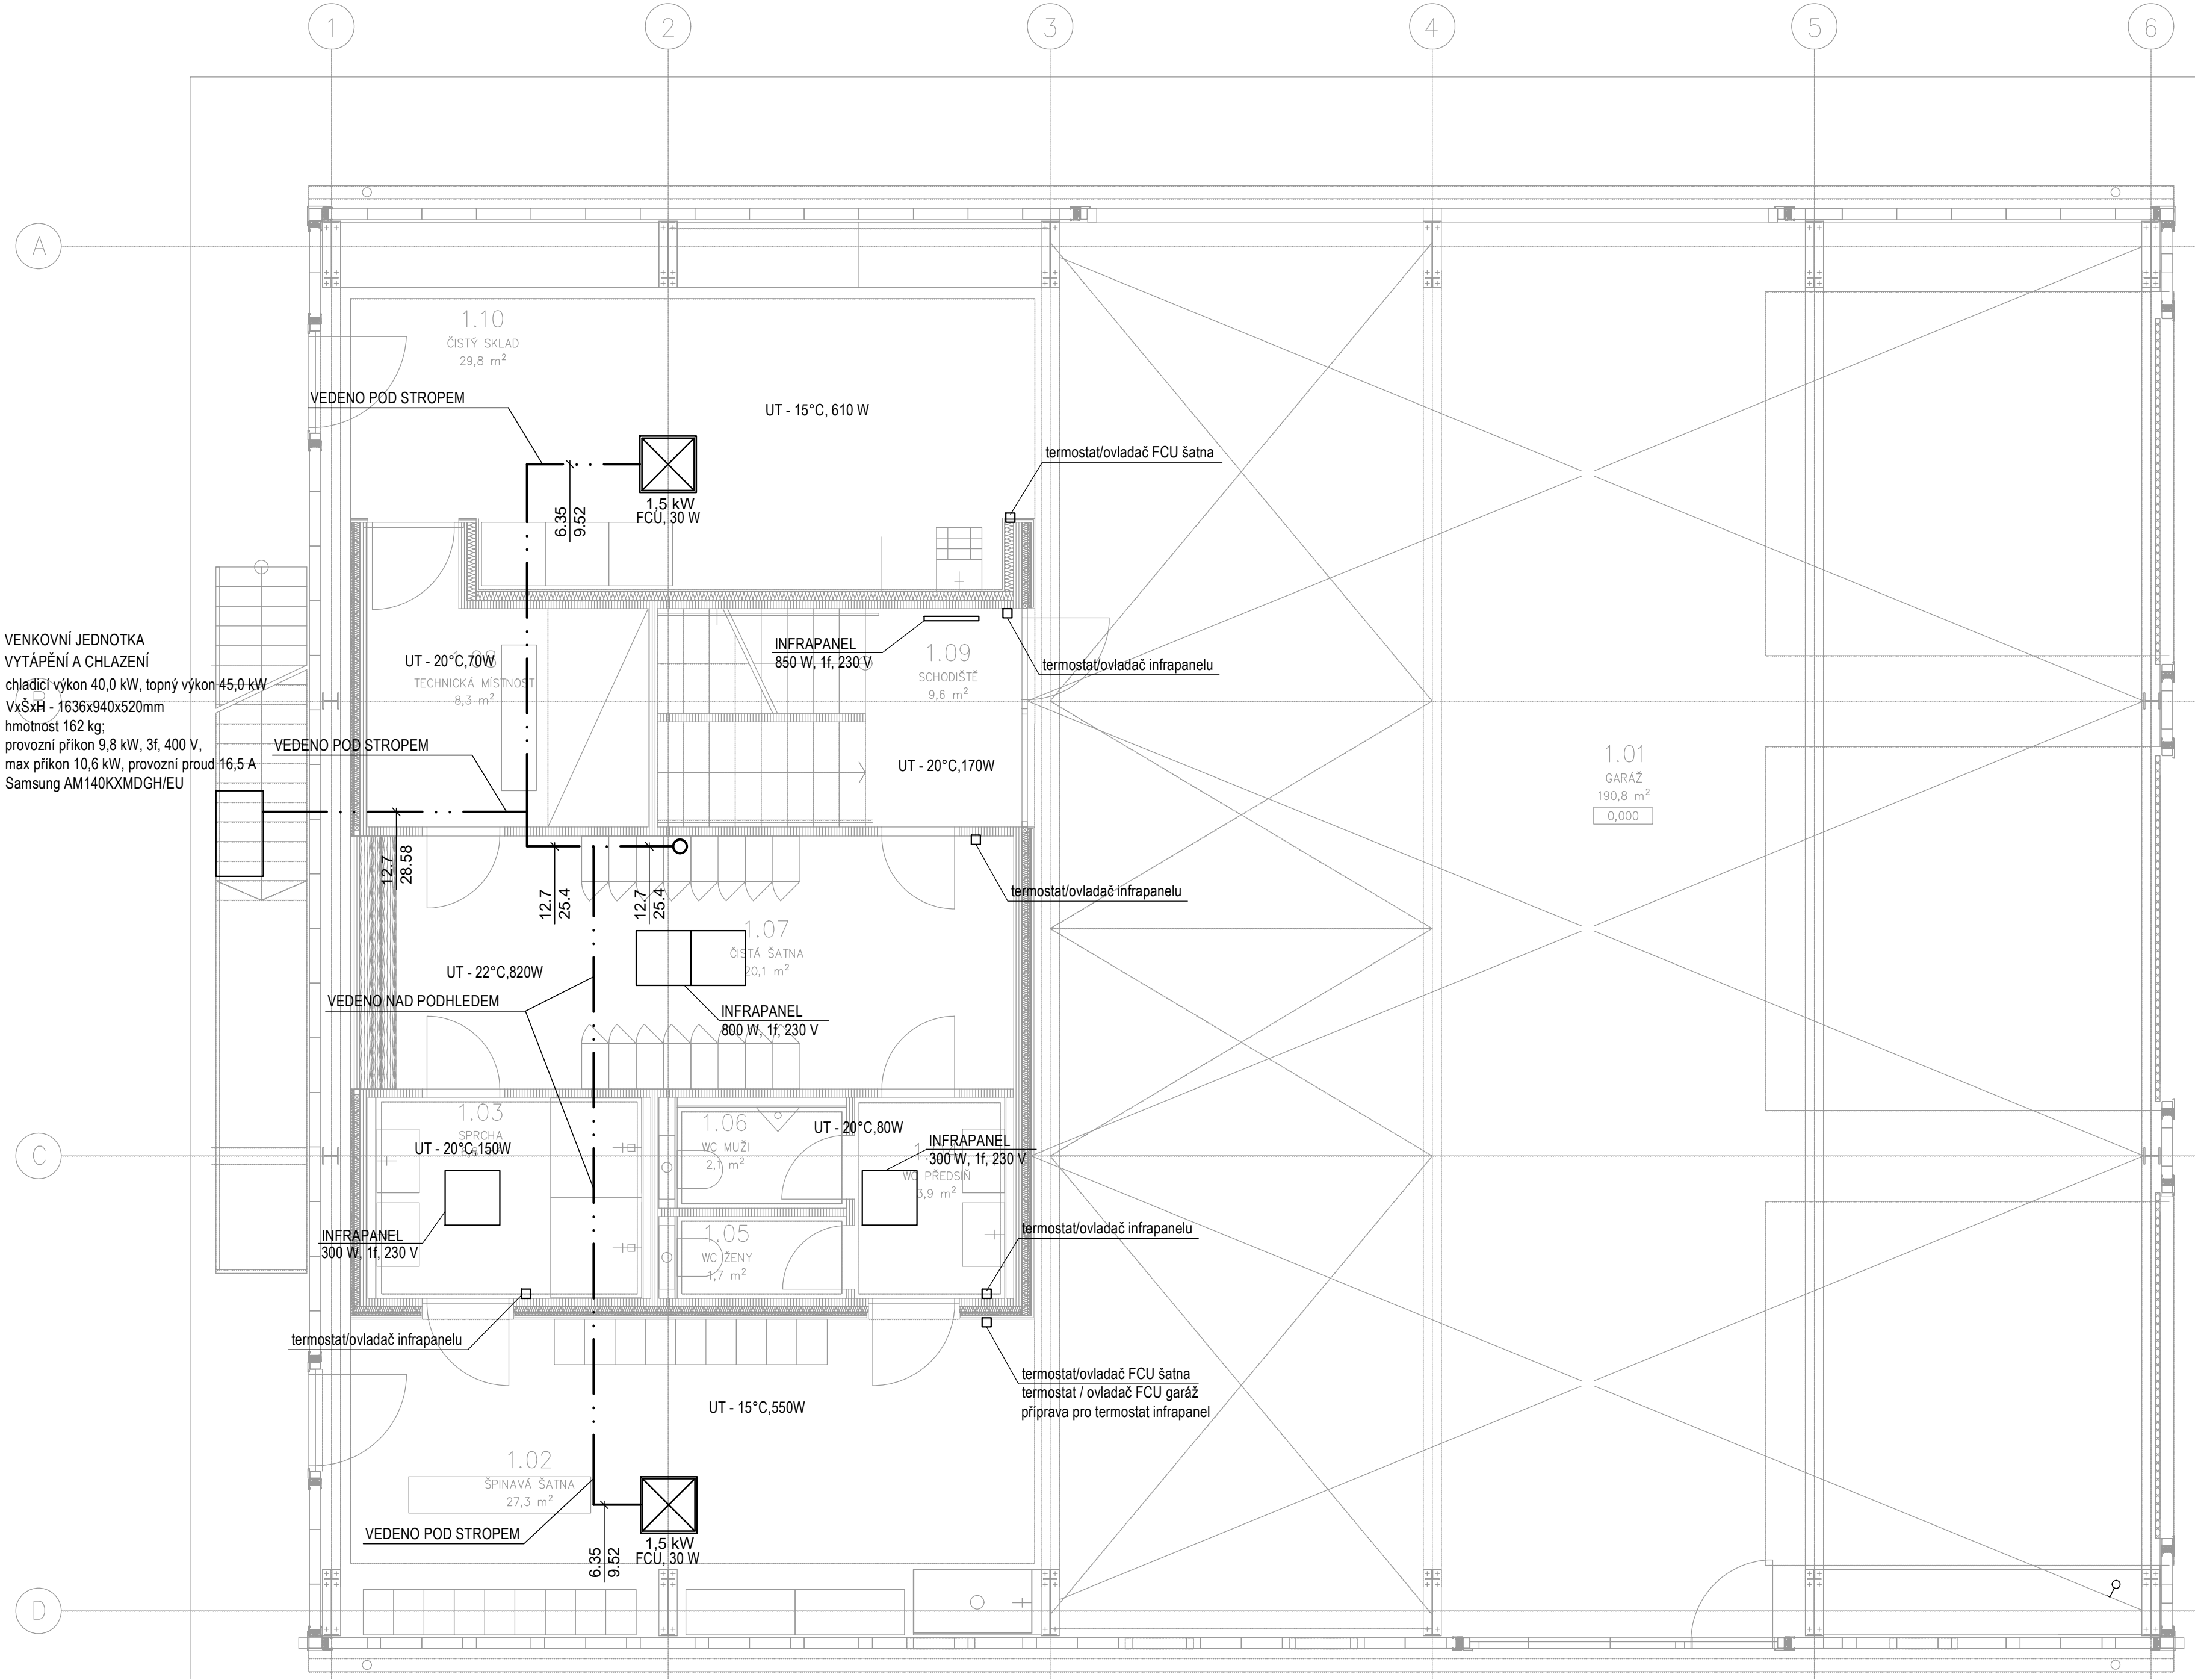 1
2
3
4
5
6
A
1.10
ČISTÝ SKLAD
29,8 m²
VEDENO POD STROPEM
UT - 15°C, 610 W
termostat/ovladač FCU šatna
1,5 kW
FCU, 30 W
6.35
9.52
VENKOVNÍ JEDNOTKA
VYTÁPĚNÍ A CHLAZENÍ
chladicí výkon 40,0 kW, topný výkon 45,0 kW
VxŠxH - 1636x940x520mm
hmotnost 162 kg;
provozní příkon 9,8 kW, 3f, 400 V,
max příkon 10,6 kW, provozní proud 16,5 A
Samsung AM140KXMDGH/EU
B
UT - 20°C,70W
TECHNICKÁ MÍSTNOST
8,3 m²
VEDENO POD STROPEM
INFRAPANEL
850 W, 1f, 230 V
1.09
SCHODIŠTĚ
9,6 m²
termostat/ovladač infrapanelu
UT - 20°C,170W
1.01
GARÁŽ
190,8 m²
0,000
12.7
28.58
12.7
25.4
12.7
25.4
termostat/ovladač infrapanelu
1.07
ČISTÁ ŠATNA
20,1 m²
UT - 22°C,820W
VEDENO NAD PODHLEDEM
INFRAPANEL
800 W, 1f, 230 V
C
1.03
SPRCHA
UT - 20°C,150W
1.06
WC MUŽI
2,1 m²
UT - 20°C,80W
INFRAPANEL
300 W, 1f, 230 V
WC PŘEDSÍŇ
3,9 m²
1.05
WC ŽENY
1,7 m²
INFRAPANEL
300 W, 1f, 230 V
termostat/ovladač infrapanelu
termostat/ovladač infrapanelu
termostat/ovladač FCU šatna
termostat / ovladač FCU garáž
příprava pro termostat infrapanel
UT - 15°C,550W
1.02
ŠPINAVÁ ŠATNA
27,3 m²
VEDENO POD STROPEM
1,5 kW
FCU, 30 W
6.35
9.52
D